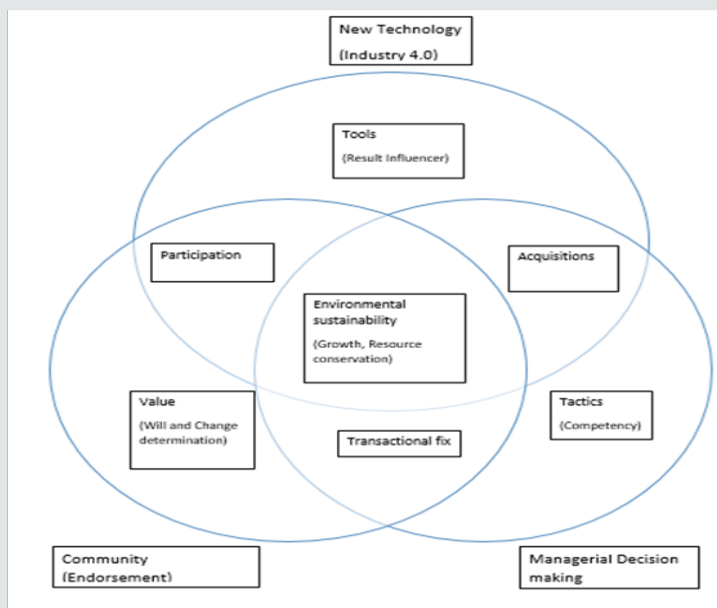 New Technology
(Industry 4.0)
Tools
(Result Influencer)
Participation
Acquisitions
Environmental
sustainability
(Growth, Resource
conservation)
Value
(Will and Change
determination)
Tactics
(Competency)
Transactional fix
Community
(Endorsement)
Managerial Decision
making